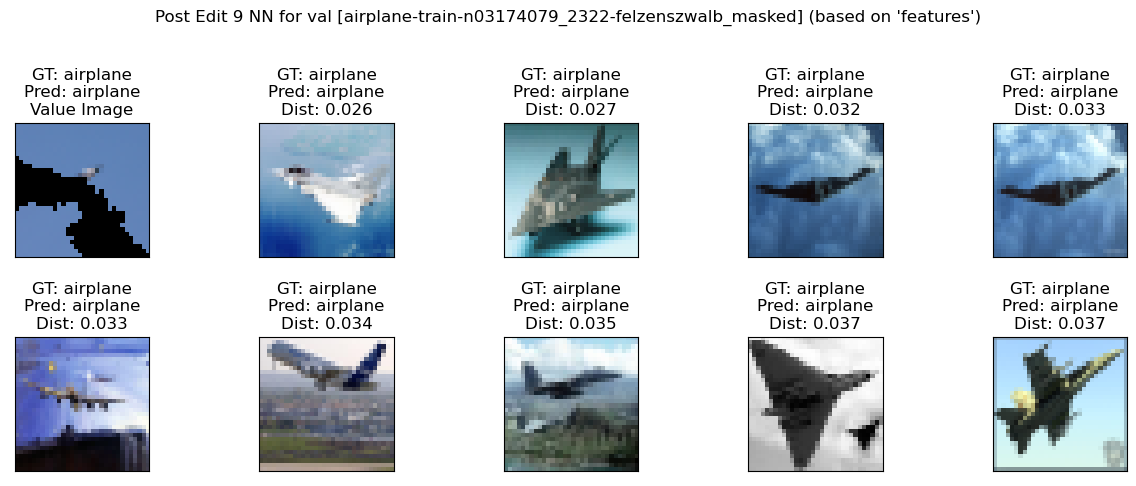 Post Edit 9 NN for val [airplane-train-n03174079_2322-felzenszwalb_masked] (based on 'features')
GT: airplane
Pred: airplane
Value Image
GT: airplane
Pred: airplane
Dist: 0.026
GT: airplane
Pred: airplane
Dist: 0.027
GT: airplane
Pred: airplane
Dist: 0.032
GT: airplane
Pred: airplane
Dist: 0.033
GT: airplane
Pred: airplane
Dist: 0.033
GT: airplane
Pred: airplane
Dist: 0.034
GT: airplane
Pred: airplane
Dist: 0.035
GT: airplane
Pred: airplane
Dist: 0.037
GT: airplane
Pred: airplane
Dist: 0.037